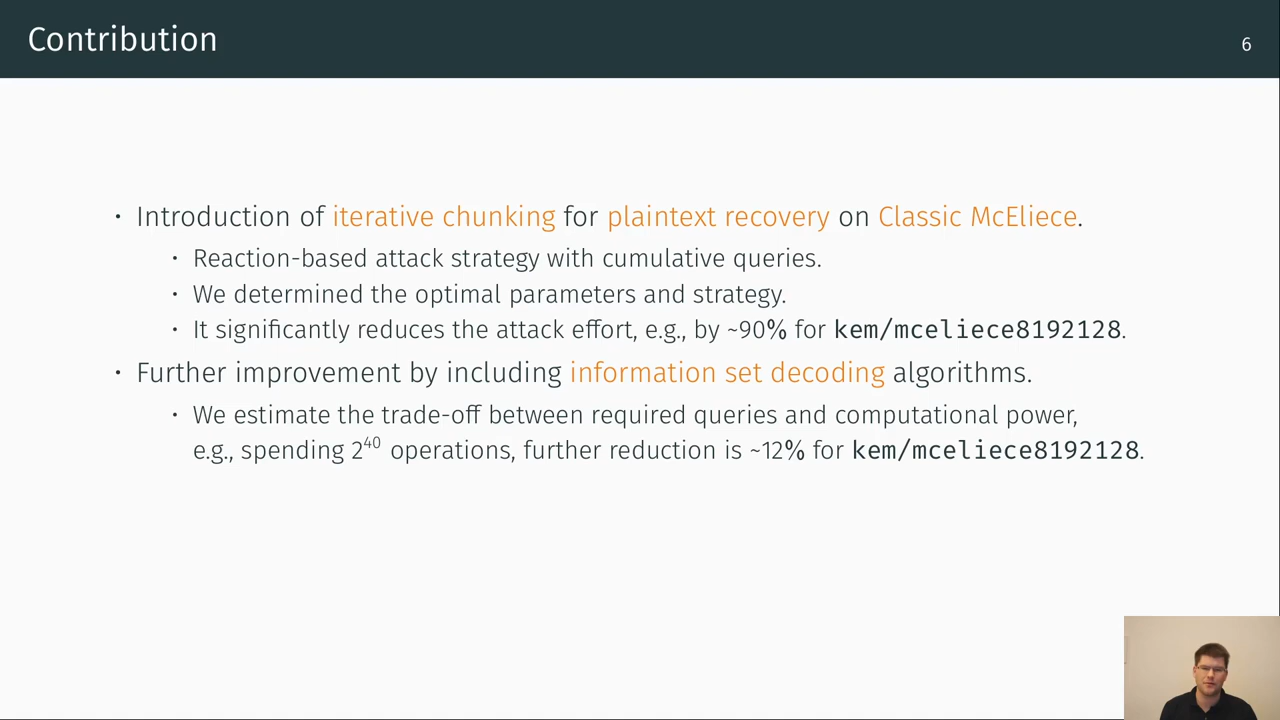 Contribution
6
• Introduction of iterative chunking for plaintext recovery on Classic McEliece.
• Reaction-based attack strategy with cumulative queries.
• We determined the optimal parameters and strategy.
• It significantly reduces the attack effort, e.g., by ~90% for kem/mceliece8192128.
• Further improvement by including information set decoding algorithms.
• We estimate the trade-off between required queries and computational power,
e.g., spending 2⁴⁰ operations, further reduction is ~12% for kem/mceliece8192128.